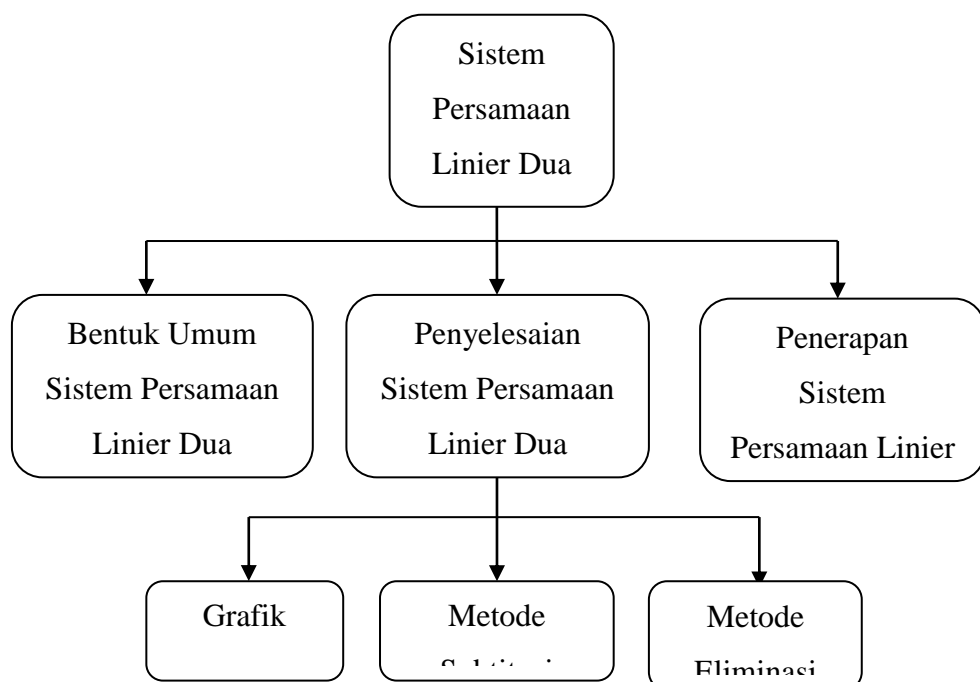 Sistem
Persamaan
Linier Dua
Bentuk Umum
Sistem Persamaan
Linier Dua
Penyelesaian
Sistem Persamaan
Linier Dua
Penerapan
Sistem
Persamaan Linier
Grafik
Metode
Metode
Eliminasi